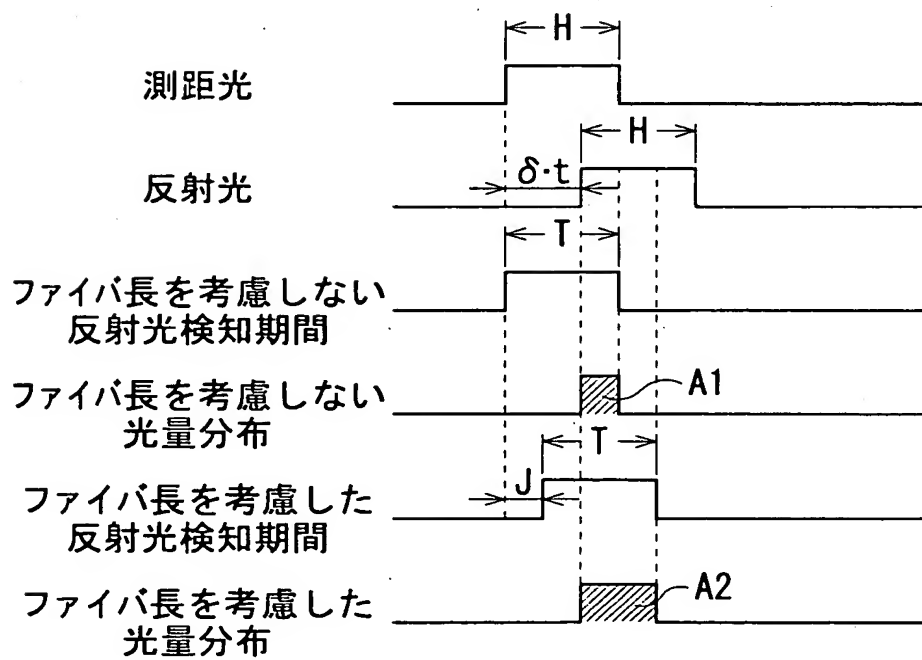 H
測距光
H
δ・t
反射光
T
ファイバ長を考慮しない
反射光検知期間
A1
ファイバ長を考慮しない
光量分布
T
J
ファイバ長を考慮した
反射光検知期間
A2
ファイバ長を考慮した
光量分布